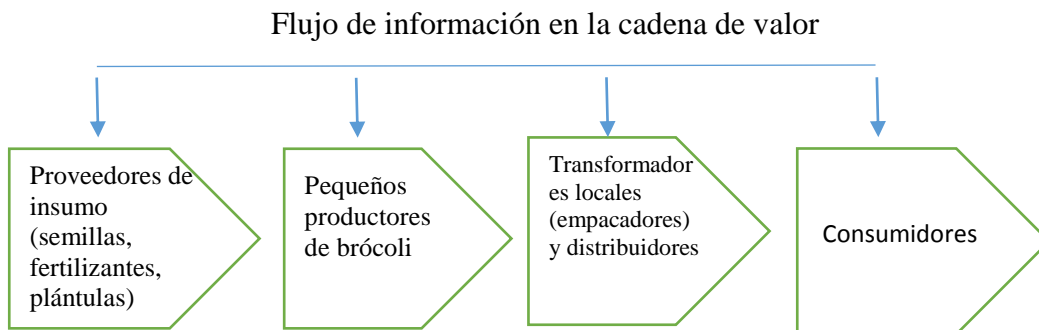 Flujo de información en la cadena de valor
Proveedores de
insumo
(semillas,
fertilizantes,
plántulas)
Pequeños
productores
de brócoli
Transformador
es locales
(empacadores)
y distribuidores
Consumidores